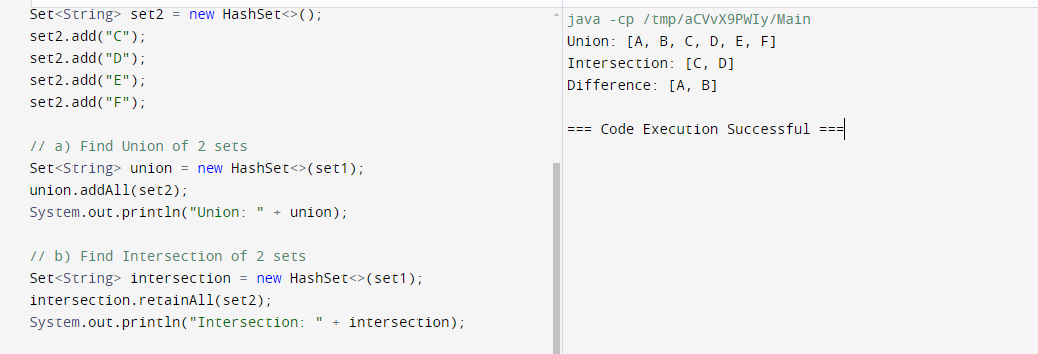 Set<String> set2 = new HashSet<>();
set2.add("C");
set2.add("D");
set2.add("E");
set2.add("F");
// a) Find Union of 2 sets
Set<String> union = new HashSet<>(set1);
union.addAll(set2);
System.out.println("Union: " + union);
// b) Find Intersection of 2 sets
Set<String> intersection = new HashSet<>(set1);
intersection.retainAll(set2);
System.out.println("Intersection: " + intersection);
java -cp /tmp/aCVvX9PWIy/Main
Union: [A, B, C, D, E, F]
Intersection: [C, D]
Difference: [A, B]
=== Code Execution Successful ===